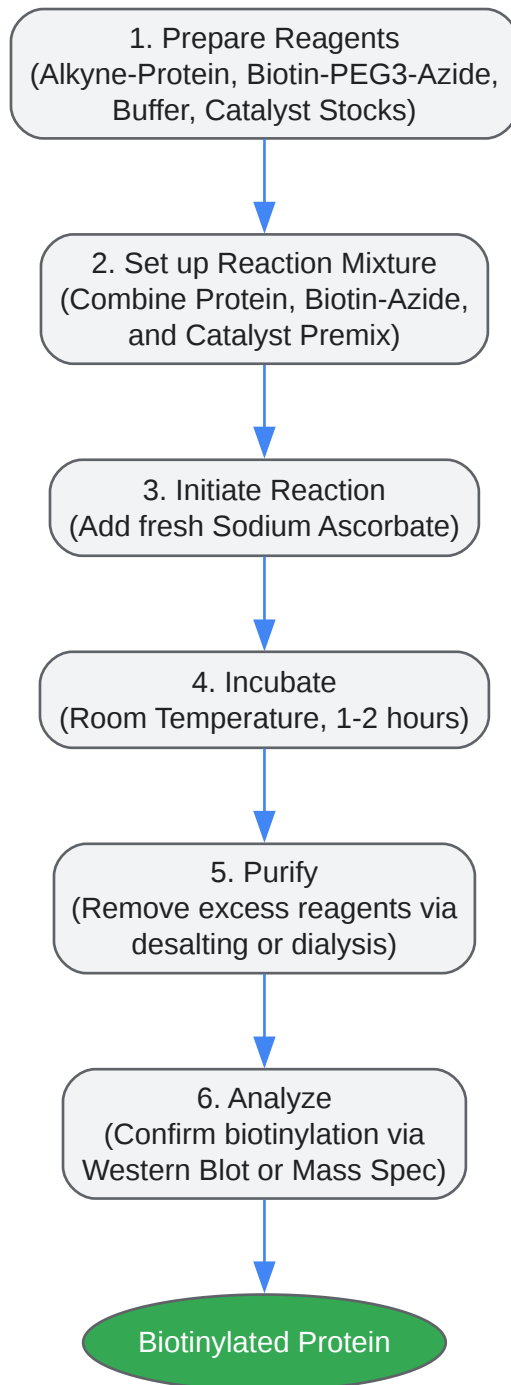 1. Prepare Reagents
(Alkyne-Protein, Biotin-PEG3-Azide,
Buffer, Catalyst Stocks)
2. Set up Reaction Mixture
(Combine Protein, Biotin-Azide,
and Catalyst Premix)
3. Initiate Reaction
(Add fresh Sodium Ascorbate)
4. Incubate
(Room Temperature, 1-2 hours)
5. Purify
(Remove excess reagents via
desalting or dialysis)
6. Analyze
(Confirm biotinylation via
Western Blot or Mass Spec)
Biotinylated Protein